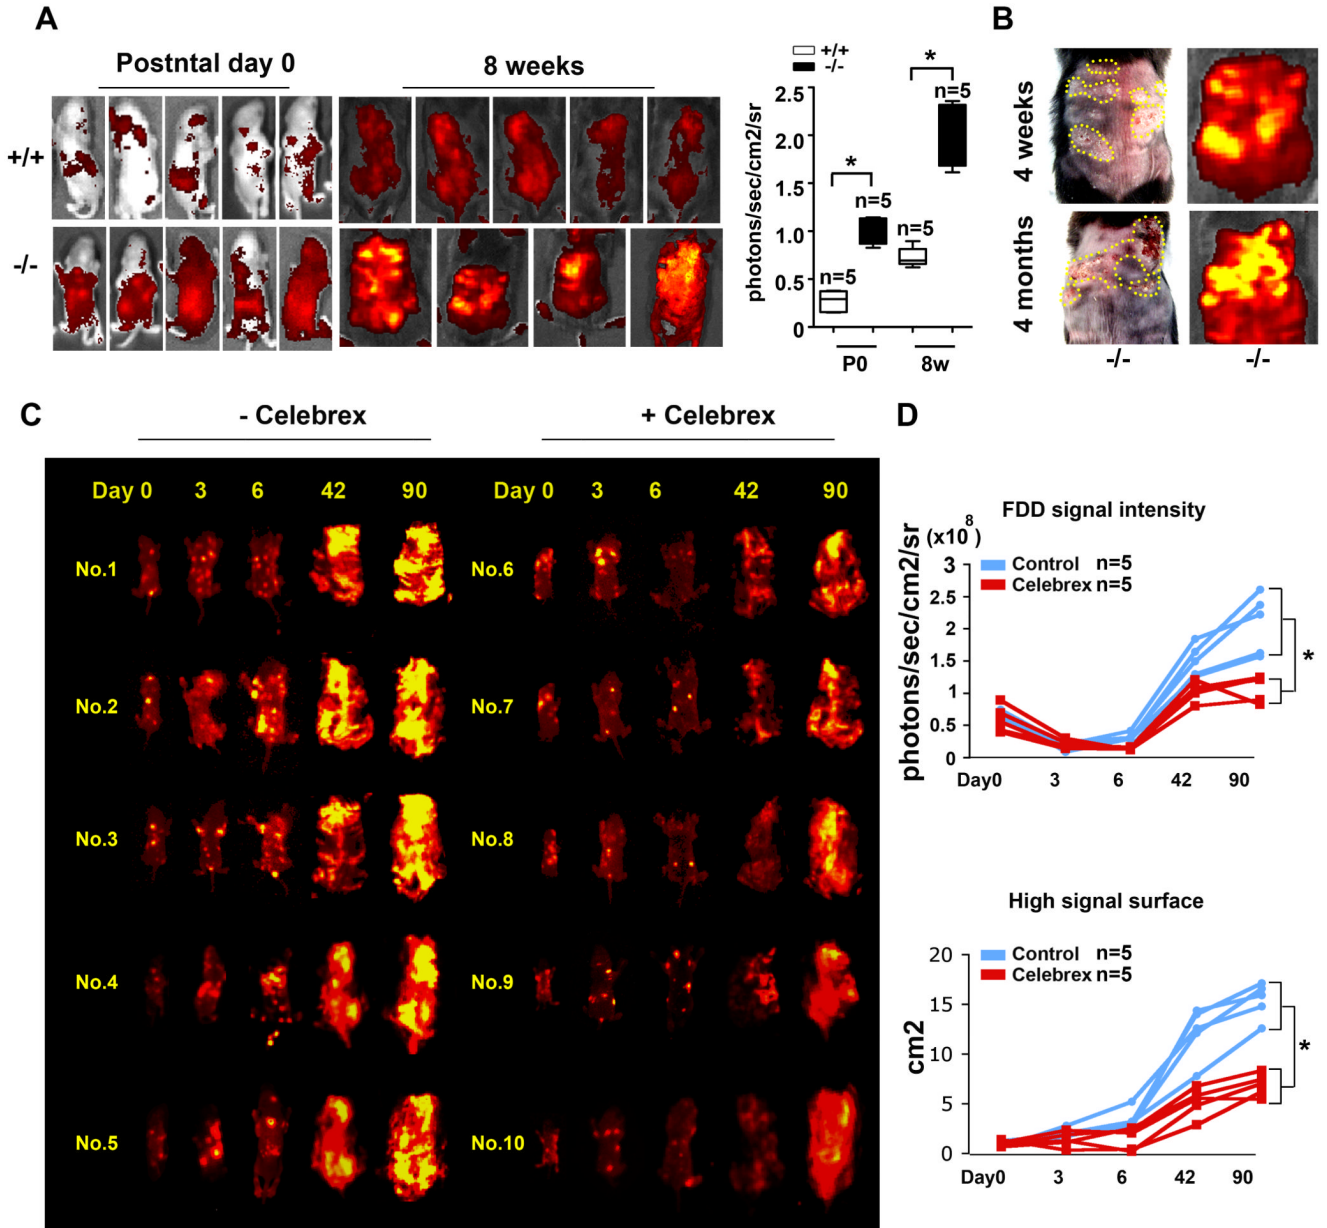 A
Postntal day 0
8 weeks
+/+
-/-
+/+
-/-
photons/sec/cm2/sr
2.5
2.0
1.5
1.0
0.5
0
*
*
n=5
n=5
n=5
n=5
P0
8w
B
4 weeks
4 months
-/-
-/-
C
- Celebrex
+ Celebrex
Day 0 3 6 42 90
Day 0 3 6 42 90
No.1
No.6
No.2
No.7
No.3
No.8
No.4
No.9
No.5
No.10
D
FDD signal intensity
(x10 8
photons/sec/cm2/sr
Control n=5
Celebrex n=5
3
2.5
2
1.5
1
0.5
0
*
Day0 3 6 42 90
High signal surface
cm2
Control n=5
Celebrex n=5
20
15
10
5
0
*
Day0 3 6 42 90